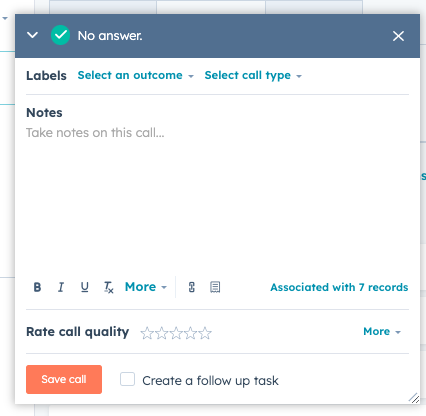 No answer.
Labels Select an outcome Select call type
Notes
Take notes on this call...
B I U Tx More Associated with 7 records
Rate call quality More
Save call Create a follow up task